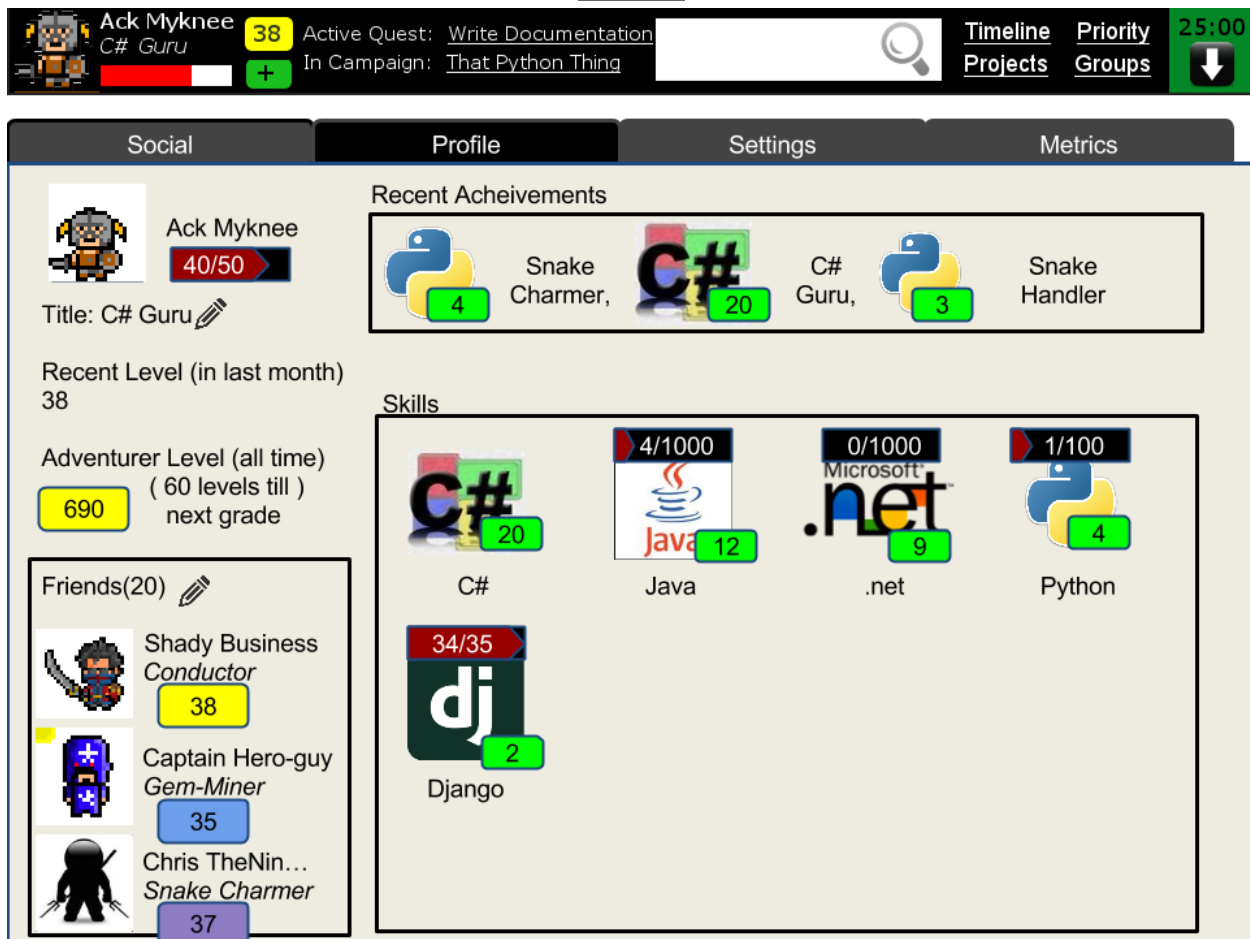 Ack Myknee
C# Guru
38
+
Active Quest: Write Documentation
In Campaign: That Python Thing
Timeline Priority
Projects Groups
25:00
Social Profile Settings Metrics
Ack Myknee
40/50
Title: C# Guru
Recent Level (in last month)
38
Adventurer Level (all time)
690
( 60 levels till )
next grade
Friends(20)
Shady Business
Conductor
38
Captain Hero-guy
Gem-Miner
35
Chris TheNin...
Snake Charmer
37
Recent Acheivements
4
Snake
Charmer,
C#
20
C#
Guru,
3
Snake
Handler
Skills
C#
20
C#
4/1000
Java
12
Java
0/1000
Microsoft
.net
9
.net
1/100
4
Python
34/35
dj
2
Django